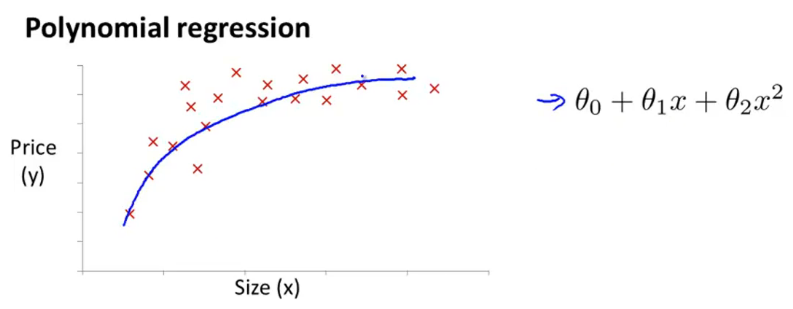 Polynomial regression
→ θ₀ + θ₁x + θ₂x²
Price
(y)
Size (x)